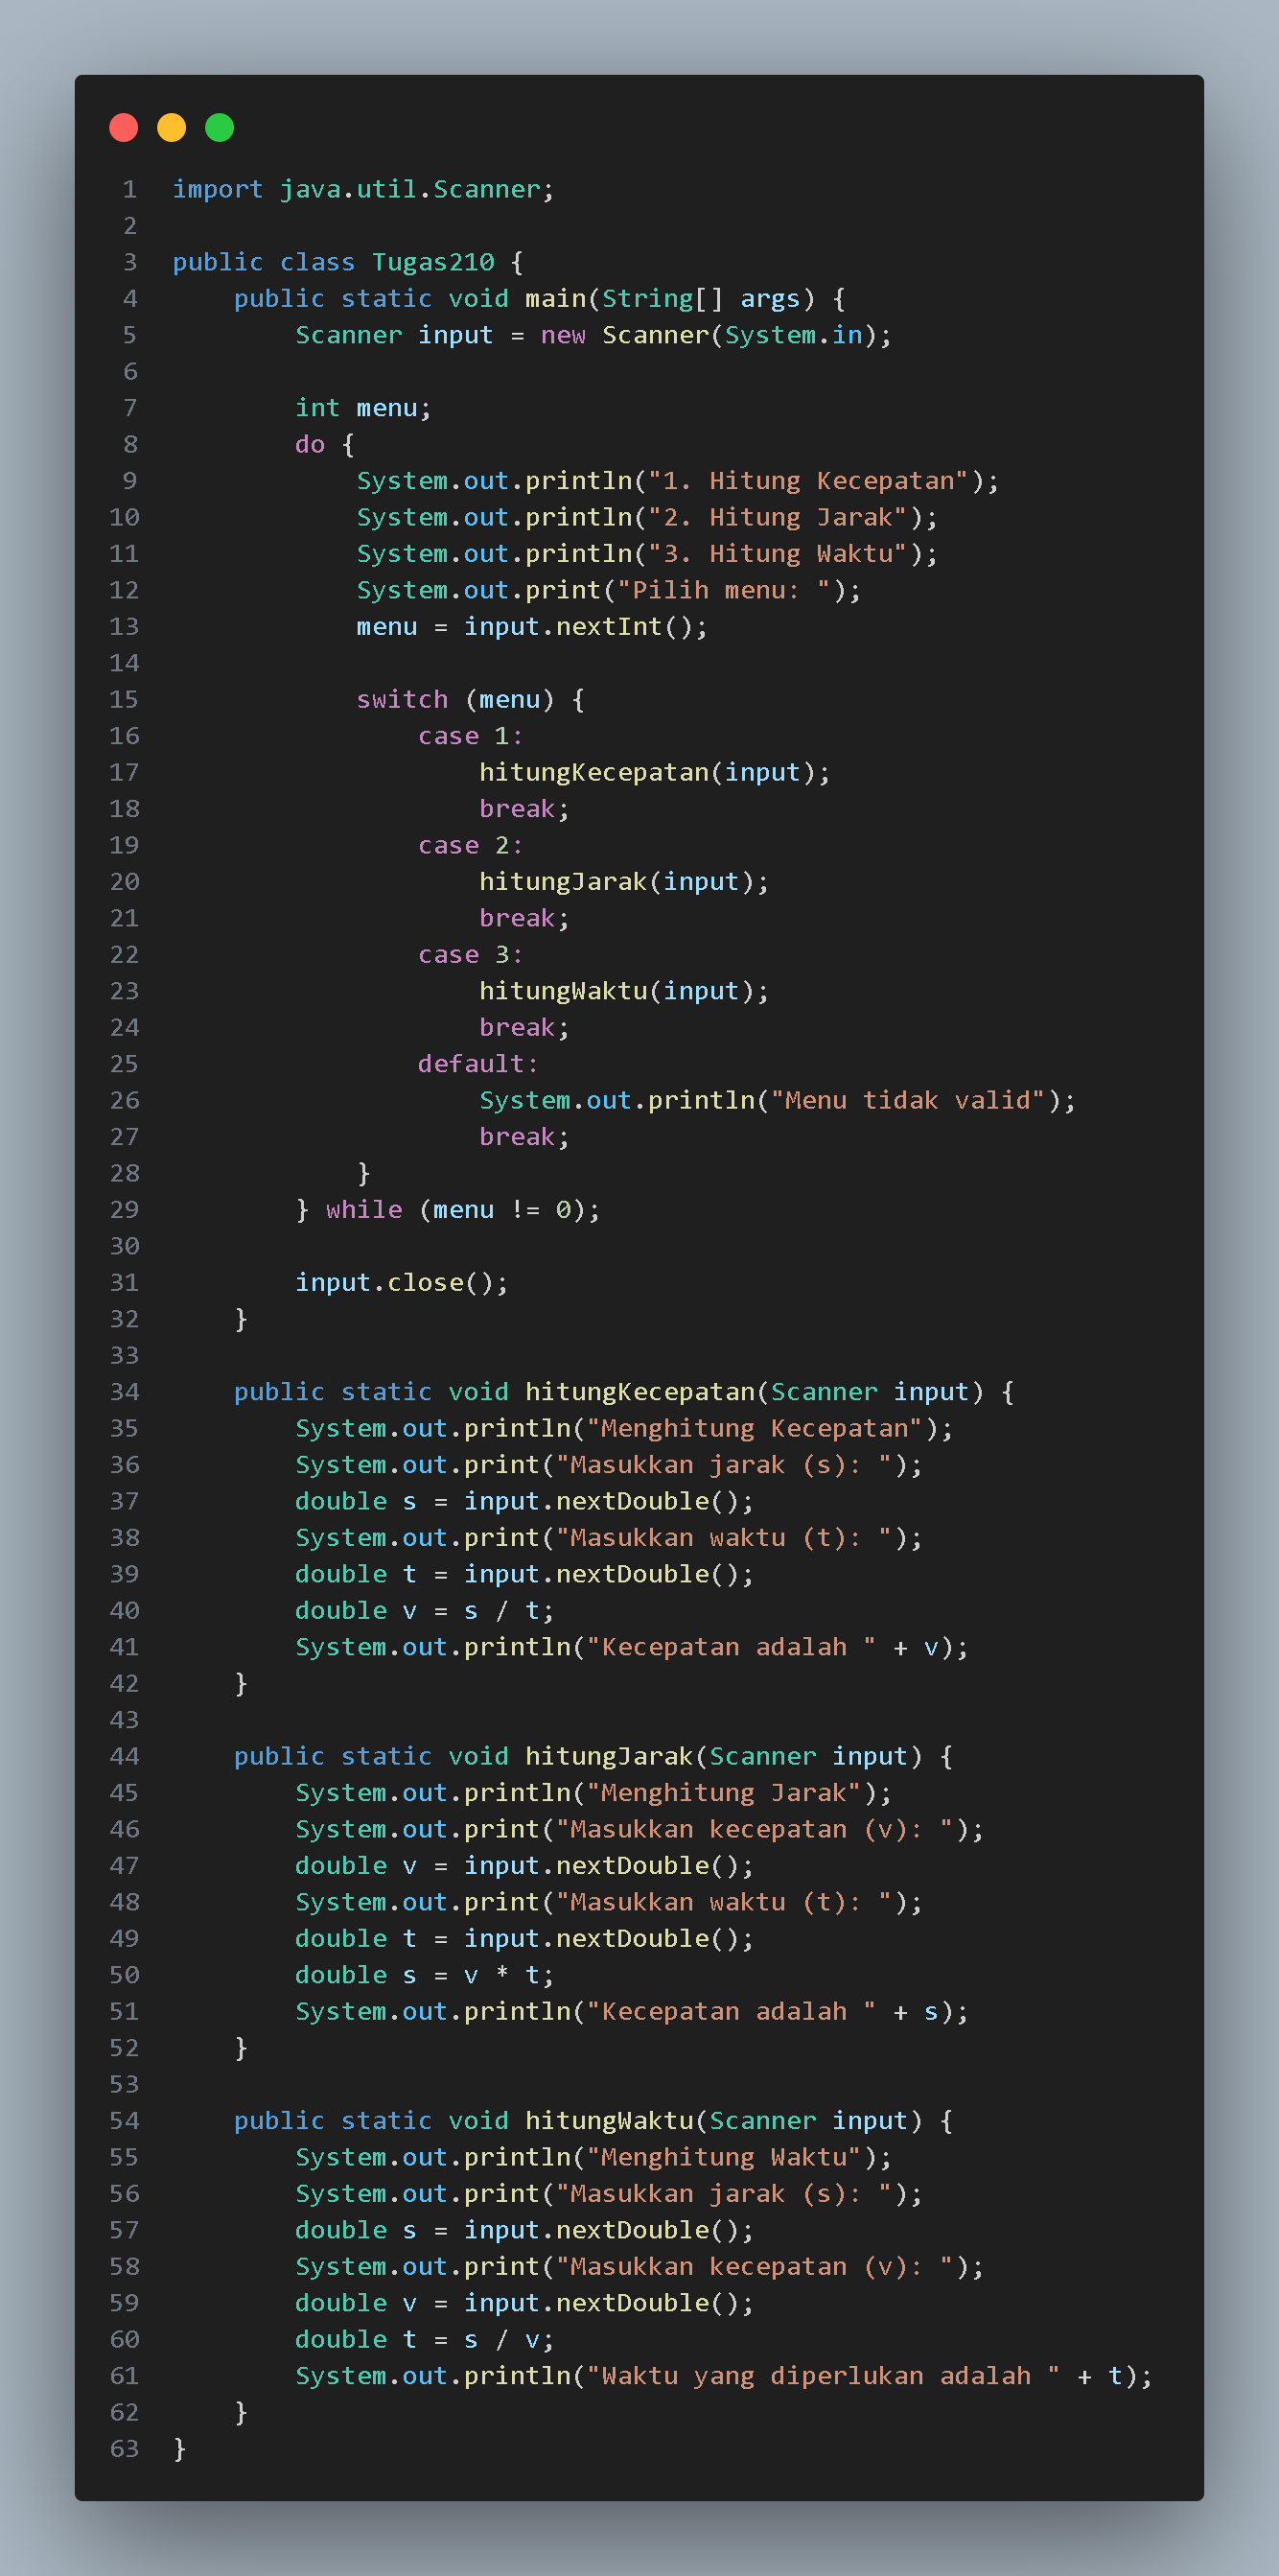 1 import java.util.Scanner;
2
3 public class Tugas210 {
4     public static void main(String[] args) {
5         Scanner input = new Scanner(System.in);
6
7         int menu;
8         do {
9             System.out.println("1. Hitung Kecepatan");
10             System.out.println("2. Hitung Jarak");
11             System.out.println("3. Hitung Waktu");
12             System.out.print("Pilih menu: ");
13             menu = input.nextInt();
14
15             switch (menu) {
16                 case 1:
17                     hitungKecepatan(input);
18                     break;
19                 case 2:
20                     hitungJarak(input);
21                     break;
22                 case 3:
23                     hitungWaktu(input);
24                     break;
25                 default:
26                     System.out.println("Menu tidak valid");
27                     break;
28             }
29         } while (menu != 0);
30
31         input.close();
32     }
33
34     public static void hitungKecepatan(Scanner input) {
35         System.out.println("Menghitung Kecepatan");
36         System.out.print("Masukkan jarak (s): ");
37         double s = input.nextDouble();
38         System.out.print("Masukkan waktu (t): ");
39         double t = input.nextDouble();
40         double v = s / t;
41         System.out.println("Kecepatan adalah " + v);
42     }
43
44     public static void hitungJarak(Scanner input) {
45         System.out.println("Menghitung Jarak");
46         System.out.print("Masukkan kecepatan (v): ");
47         double v = input.nextDouble();
48         System.out.print("Masukkan waktu (t): ");
49         double t = input.nextDouble();
50         double s = v * t;
51         System.out.println("Kecepatan adalah " + s);
52     }
53
54     public static void hitungWaktu(Scanner input) {
55         System.out.println("Menghitung Waktu");
56         System.out.print("Masukkan jarak (s): ");
57         double s = input.nextDouble();
58         System.out.print("Masukkan kecepatan (v): ");
59         double v = input.nextDouble();
60         double t = s / v;
61         System.out.println("Waktu yang diperlukan adalah " + t);
62     }
63 }